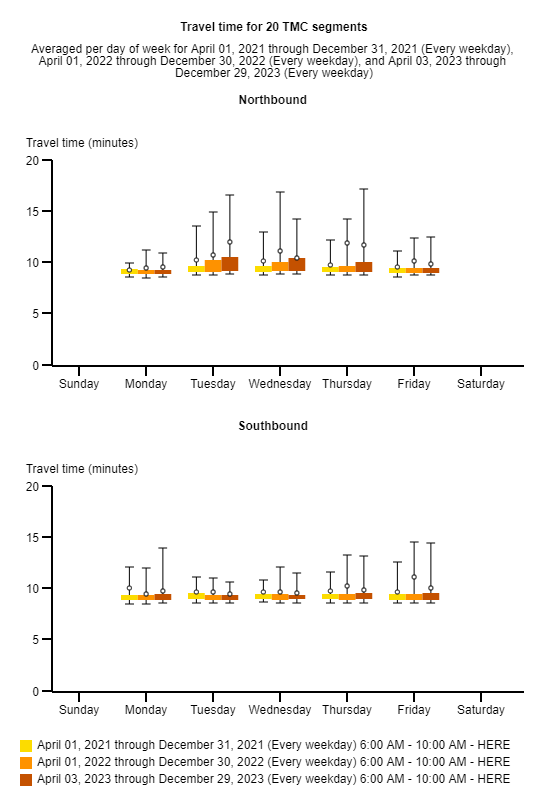 Travel time for 20 TMC segments
Averaged per day of week for April 01, 2021 through December 31, 2021 (Every weekday),
April 01, 2022 through December 30, 2022 (Every weekday), and April 03, 2023 through
December 29, 2023 (Every weekday)
Northbound
Travel time (minutes)
20
15
10
5
0
Sunday Monday Tuesday Wednesday Thursday Friday Saturday
Southbound
Travel time (minutes)
20
15
10
5
0
Sunday Monday Tuesday Wednesday Thursday Friday Saturday
April 01, 2021 through December 31, 2021 (Every weekday) 6:00 AM - 10:00 AM - HERE
April 01, 2022 through December 30, 2022 (Every weekday) 6:00 AM - 10:00 AM - HERE
April 03, 2023 through December 29, 2023 (Every weekday) 6:00 AM - 10:00 AM - HERE